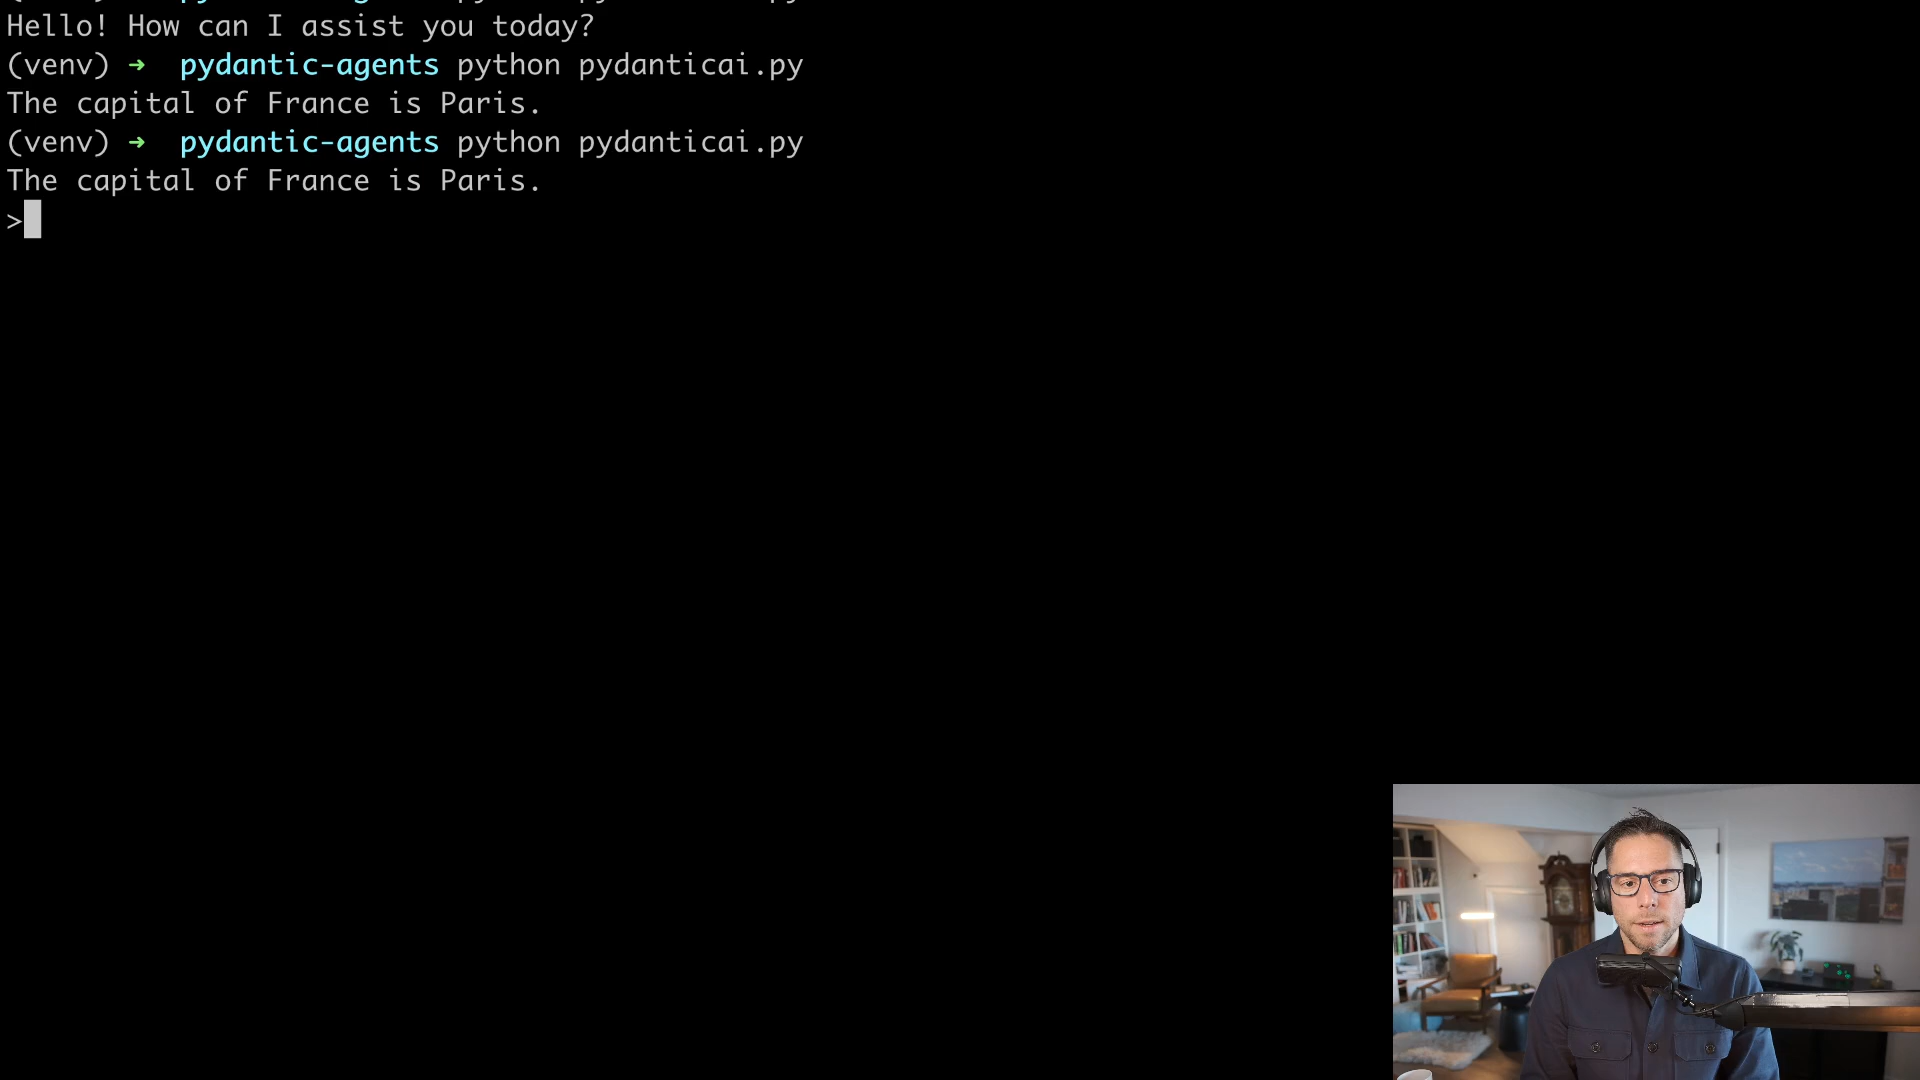 Hello! How can I assist you today?
(venv) ➜ pydantic-agents python pydanticai.py
The capital of France is Paris.
(venv) ➜ pydantic-agents python pydanticai.py
The capital of France is Paris.
>